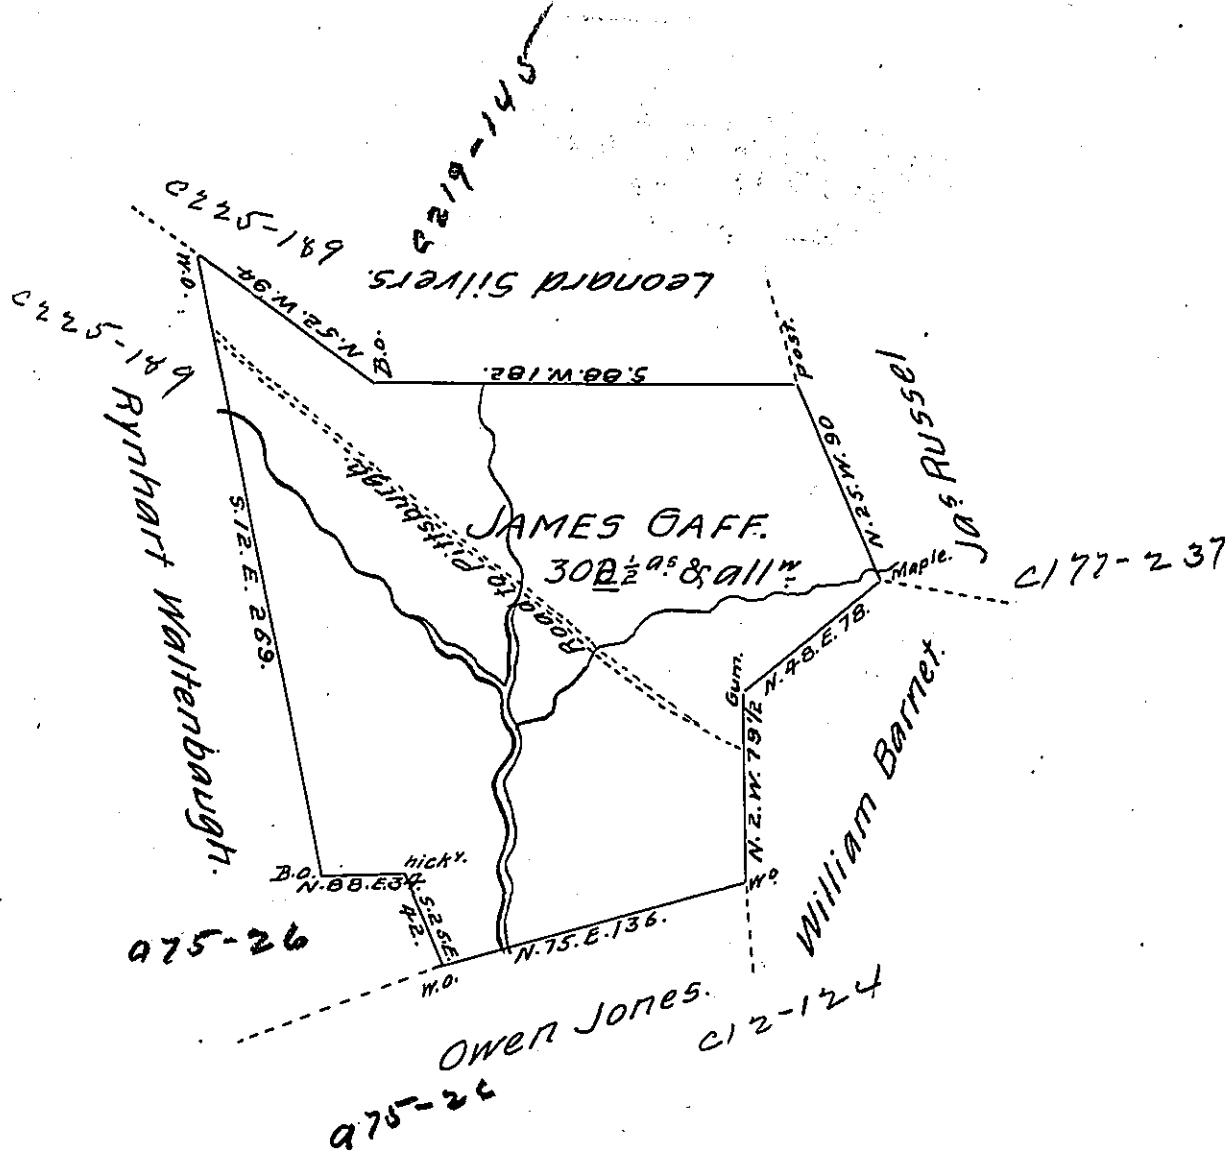 C219-145
C225-189
Leonard Silvers.
C225-189
W.O.
N.52.W.94
B.O.
S.88.W.182.
Post.
Jas. Russel
N.25.W.90
Rynhart Waltenbaugh.
S.12.E.269.
Road to Pittsburgh.
JAMES GAFF.
308½ as. & allw.
Maple.
C177-237
N.48.E.78.
Gum.
N.2.W.79½
William Barnet.
B.O.
N.88.E.34.
hicky.
S.25.E.
42.
W.O.
N.75.E.136.
W.O.
A75-26
Owen Jones.
C12-124
A75-26